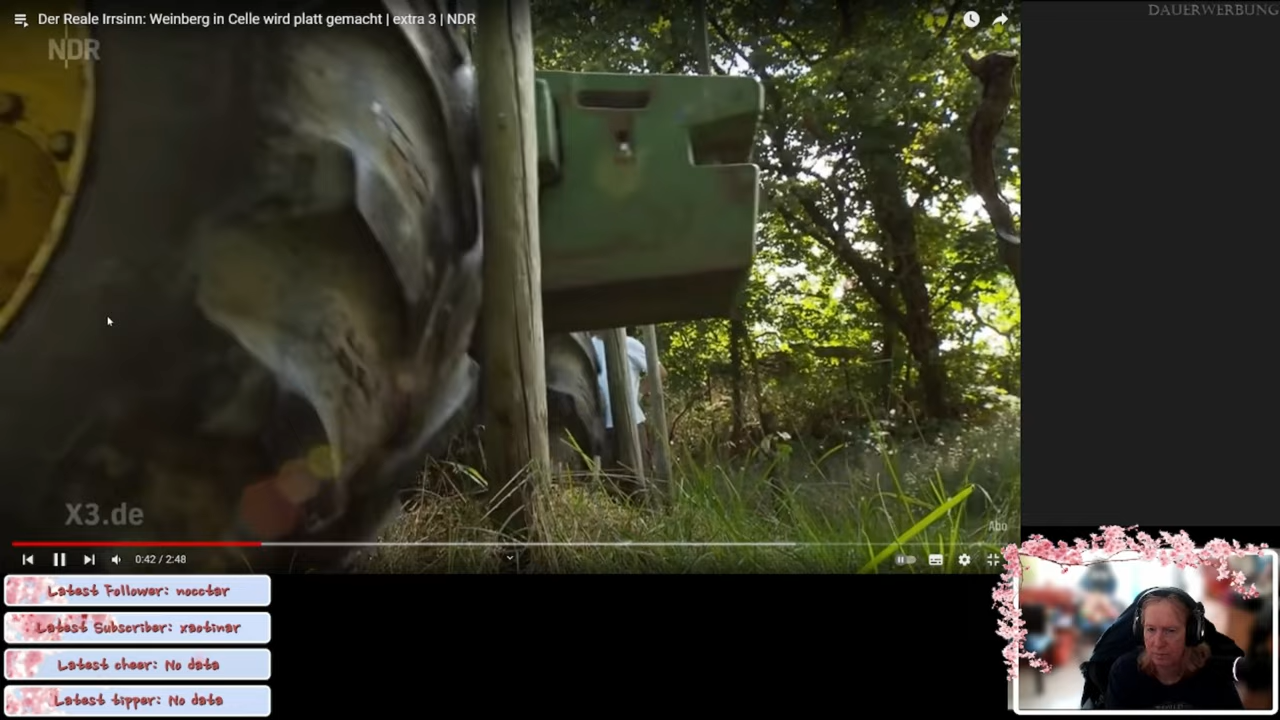 Der Reale Irrsinn: Weinberg in Celle wird platt gemacht | extra 3 | NDR
DAUERWERBUNG
NDR
X3.de
Abo
0:42 / 2:48
Latest Follower: nocctar
Latest Subscriber: xaotinar
Latest cheer: No data
Latest tipper: No data